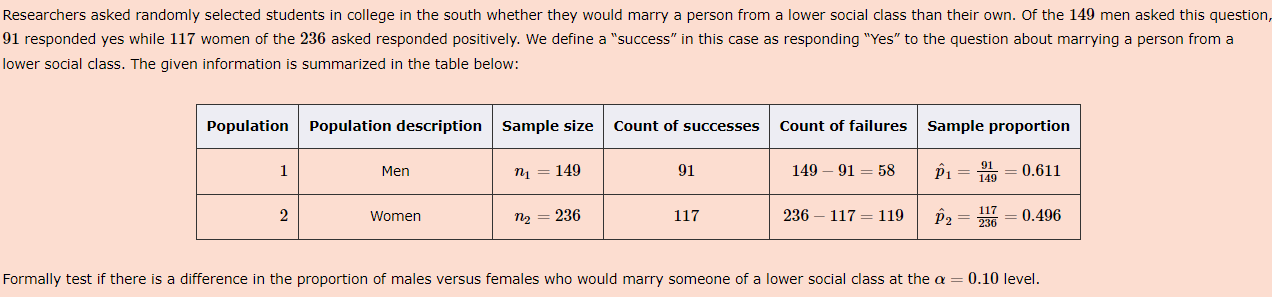 Researchers asked randomly selected students in college in the south whether they would marry a person from a lower social class than their own. Of the 149 men asked this question,
91 responded yes while 117 women of the 236 asked responded positively. We define a "success" in this case as responding "Yes" to the question about marrying a person from a
lower social class. The given information is summarized in the table below:
Population Population description Sample size Count of successes Count of failures Sample proportion
1 Men n₁ = 149 91 149 − 91 = 58 p̂₁ = 91/149 = 0.611
2 Women n₂ = 236 117 236 − 117 = 119 p̂₂ = 117/236 = 0.496
Formally test if there is a difference in the proportion of males versus females who would marry someone of a lower social class at the α = 0.10 level.